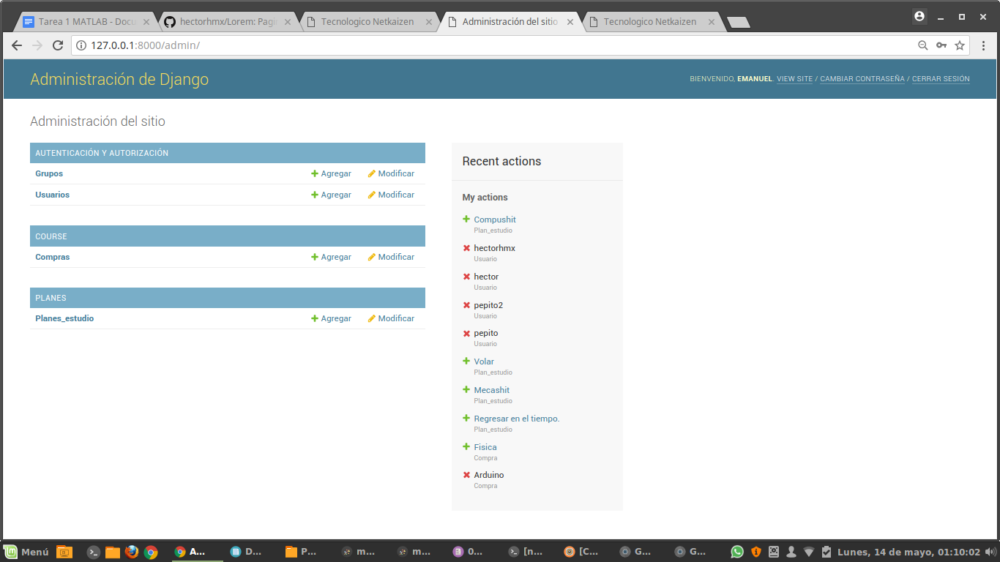 Tarea 1 MATLAB - Docu
hectorhmx/Lorem: Pagi
Tecnologico Netkaizen
Administración del sitio
Tecnologico Netkaizen
127.0.0.1:8000/admin/
Administración de Django
BIENVENIDO, EMANUEL. VIEW SITE / CAMBIAR CONTRASEÑA / CERRAR SESIÓN
Administración del sitio
AUTENTICACIÓN Y AUTORIZACIÓN
Grupos Agregar Modificar
Usuarios Agregar Modificar
COURSE
Compras Agregar Modificar
PLANES
Planes_estudio Agregar Modificar
Recent actions
My actions
Compushit
Plan_estudio
hectorhmx
Usuario
hector
Usuario
pepito2
Usuario
pepito
Usuario
Volar
Plan_estudio
Mecashit
Plan_estudio
Regresar en el tiempo.
Plan_estudio
Fisica
Compra
Arduino
Compra
Menú A... D... P... m... m... 0... [n... [C... G... G... Lunes, 14 de mayo, 01:10:02